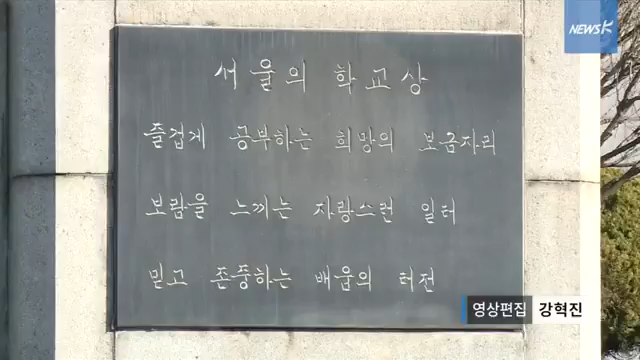 NEWSK
서울의 학교상
즐겁게 공부하는 희망의 보금자리
보람을 느끼는 자랑스런 일터
믿고 존중하는 배움의 터전
영상편집 강혁진